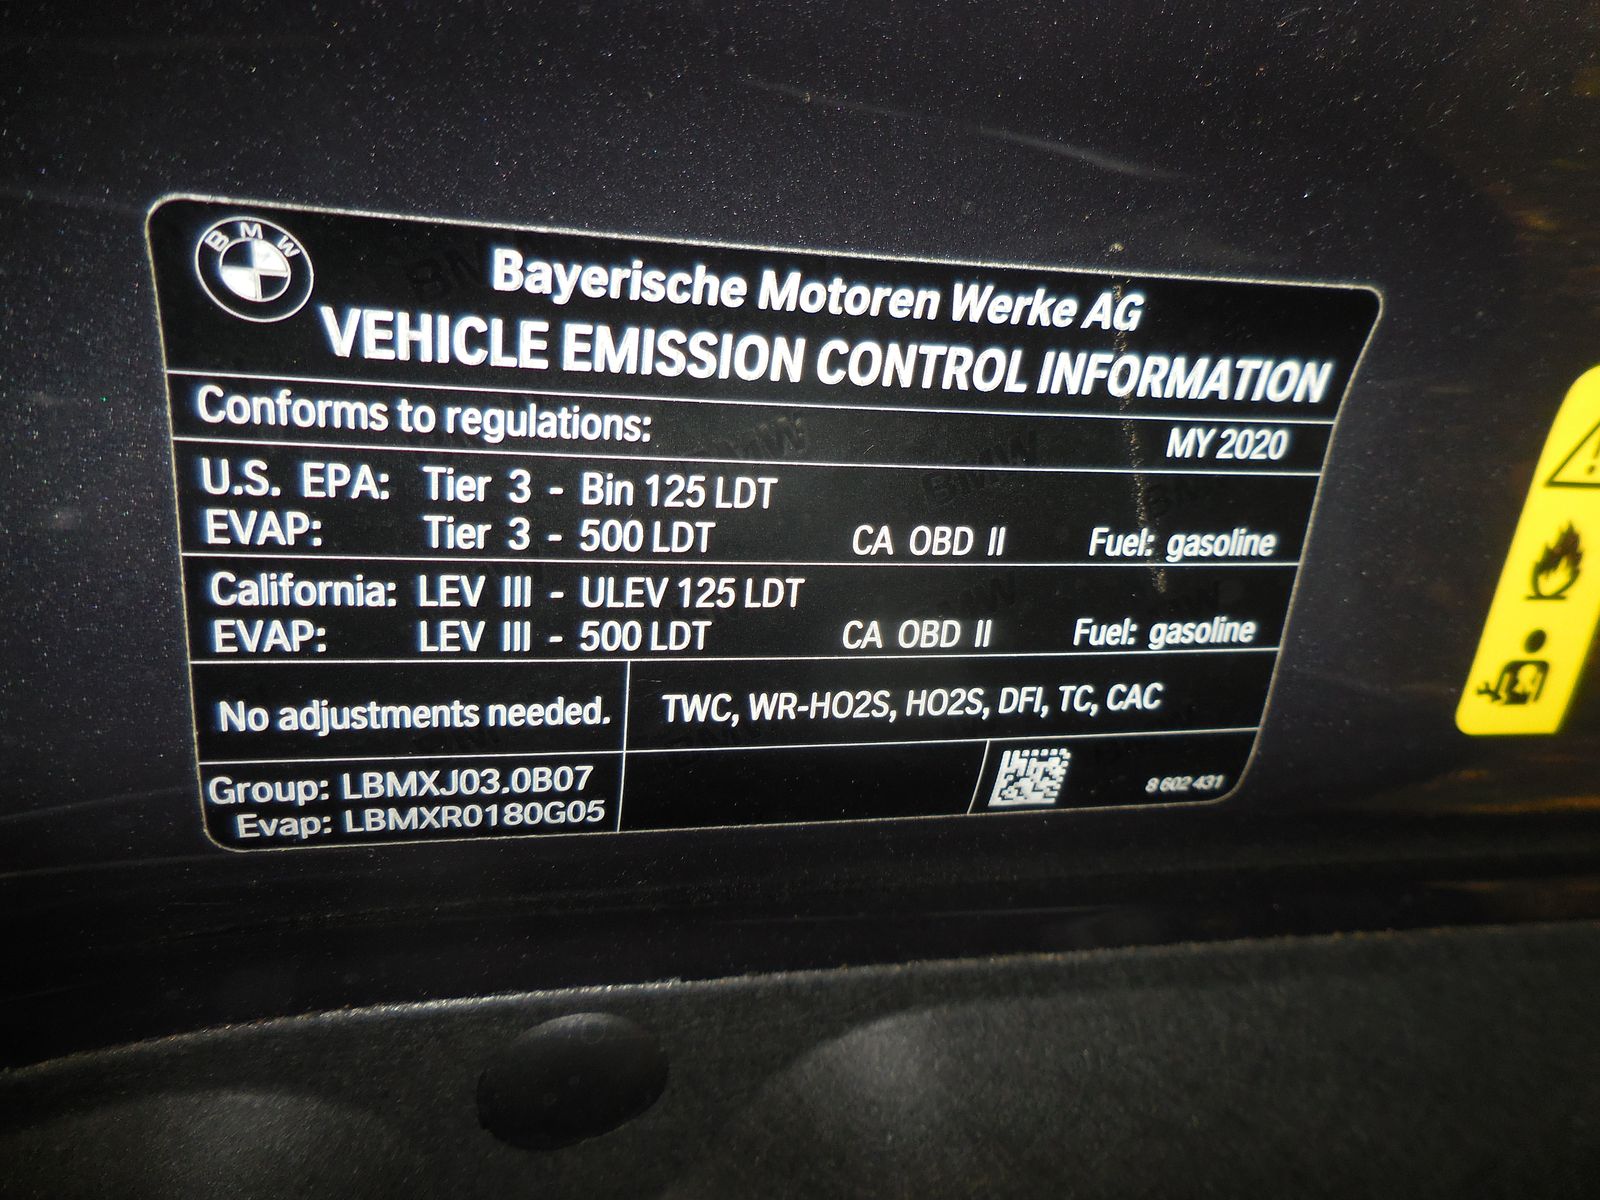 BMW
Bayerische Motoren Werke AG
VEHICLE EMISSION CONTROL INFORMATION
Conforms to regulations: MY 2020
U.S. EPA: Tier 3 - Bin 125 LDT
EVAP: Tier 3 - 500 LDT CA OBD II Fuel: gasoline
California: LEV III - ULEV 125 LDT
EVAP: LEV III - 500 LDT CA OBD II Fuel: gasoline
No adjustments needed. TWC, WR-HO2S, HO2S, DFI, TC, CAC
Group: LBMXJ03.0B07
Evap: LBMXR0180G05
8 602 431